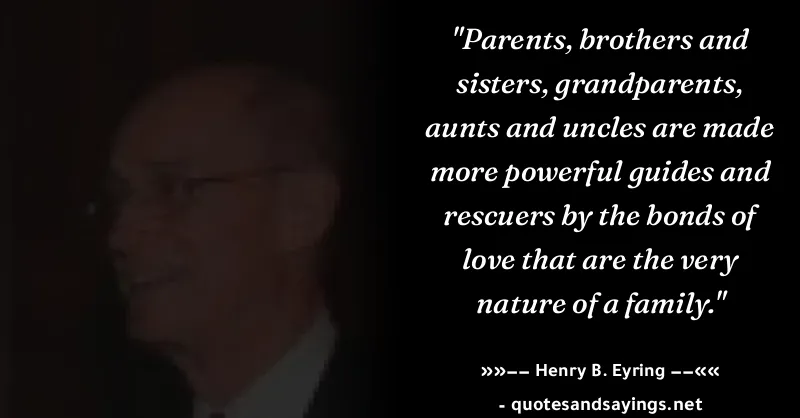 "Parents, brothers and
sisters, grandparents,
aunts and uncles are made
more powerful guides and
rescuers by the bonds of
love that are the very
nature of a family."
»»−− Henry B. Eyring −−««
- quotesandsayings.net